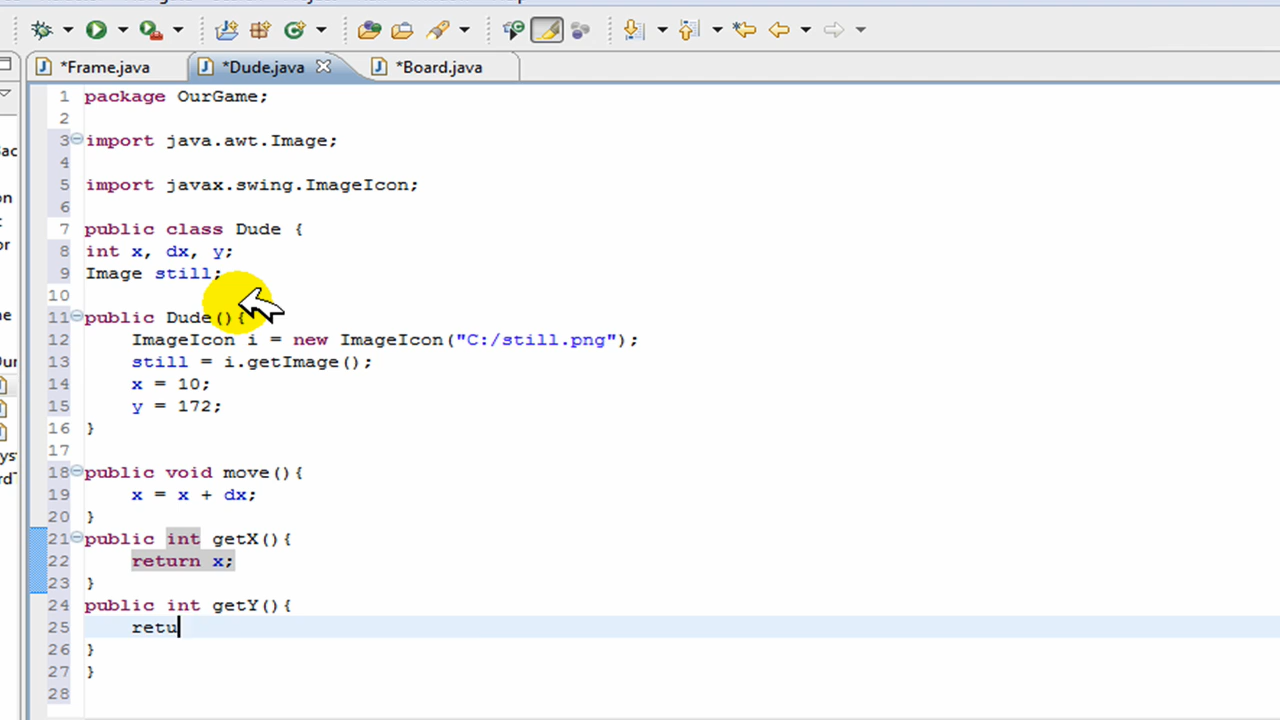 *Frame.java *Dude.java *Board.java
1 package OurGame;
2
3 import java.awt.Image;
4
5 import javax.swing.ImageIcon;
6
7 public class Dude {
8 int x, dx, y;
9 Image still;
10
11 public Dude(){
12 ImageIcon i = new ImageIcon("C:/still.png");
13 still = i.getImage();
14 x = 10;
15 y = 172;
16 }
17
18 public void move(){
19 x = x + dx;
20 }
21 public int getX(){
22 return x;
23 }
24 public int getY(){
25 retu
26 }
27 }
28